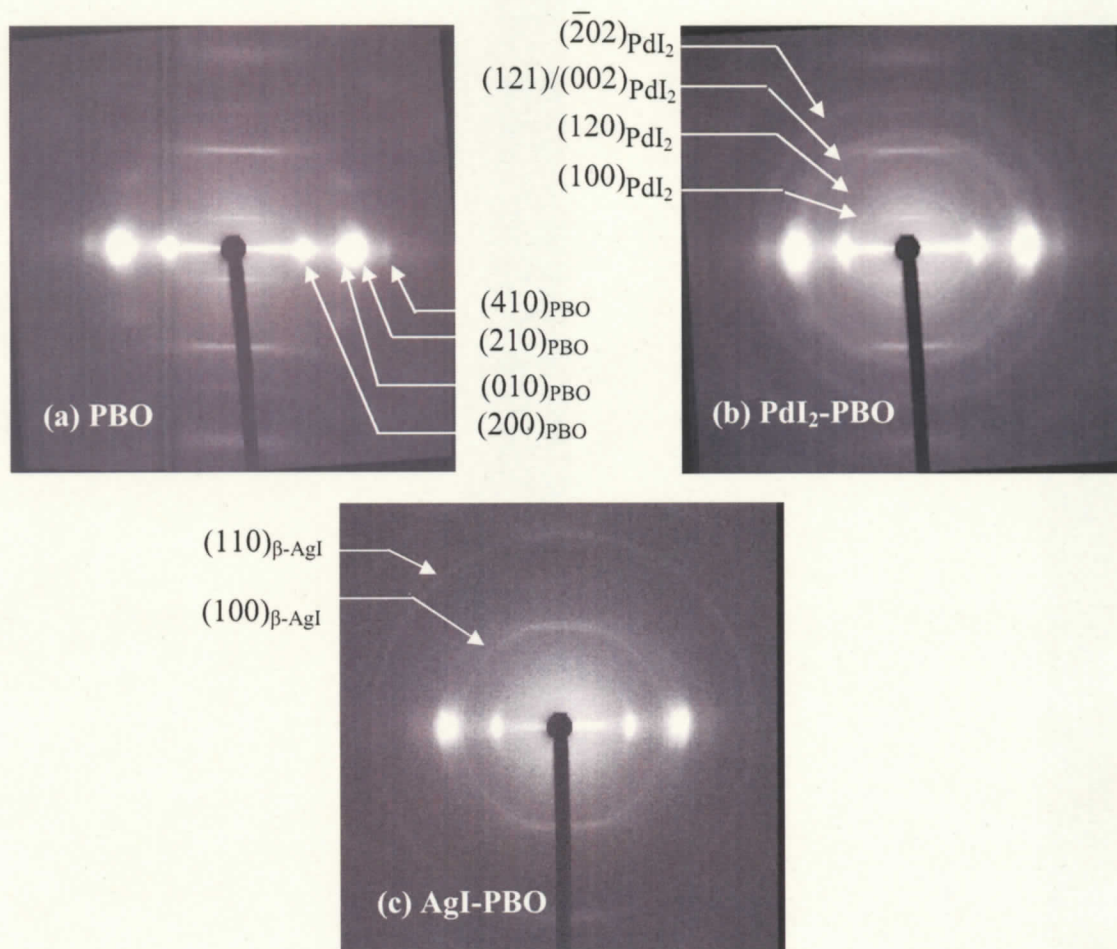 (2̅02)PdI₂
(121)/(002)PdI₂
(120)PdI₂
(100)PdI₂
(410)PBO
(210)PBO
(010)PBO
(200)PBO
(a) PBO
(b) PdI₂-PBO
(110)β-AgI
(100)β-AgI
(c) AgI-PBO